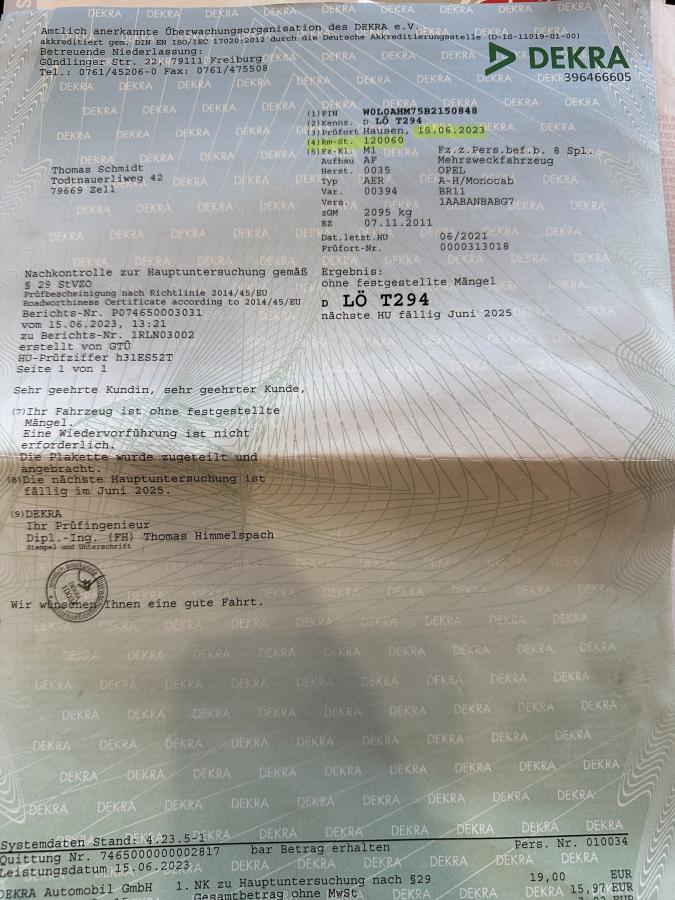 Amtlich anerkannte Überwachungsorganisation des DEKRA e.V.
akkreditiert gem. DIN EN ISO/IEC 17020:2012 durch die Deutsche Akkreditierungsstelle (D-IS-11019-01-00)
Betreuende Niederlassung:
Gündlinger Str. 22, 79111 Freiburg
Tel.: 0761/45206-0 Fax: 0761/475508
DEKRA
396466605
(1) FIN W0L0AHM75B2150848
(2) Kennz. D LÖ T294
(3) Prüfort Hausen, 15.06.2023
(4) km-St. 120060
(5) Fz-Kl. M1 Fz.z.Pers.bef.b. 8 Spl.
Aufbau AF Mehrzweckfahrzeug
Herst. 0035 OPEL
Typ AER A-H/Monocab
Var. 00394 BR11
Vers. 1AABANBABG7
zGM 2095 kg
EZ 07.11.2011
Dat.letzt.HU 06/2021
Prüfort-Nr. 0000313018
Thomas Schmidt
Todtnauerliweg 42
79669 Zell
Nachkontrolle zur Hauptuntersuchung gemäß
§ 29 StVZO
Prüfbescheinigung nach Richtlinie 2014/45/EU
Roadworthiness Certificate according to 2014/45/EU
Berichts-Nr. P074650003031
vom 15.06.2023, 13:21
zu Berichts-Nr. 1RLN03002
erstellt von GTÜ
HU-Prüfziffer h31ES52T
Seite 1 von 1
Ergebnis:
ohne festgestellte Mängel
D LÖ T294
nächste HU fällig Juni 2025
Sehr geehrte Kundin, sehr geehrter Kunde,
(7) Ihr Fahrzeug ist ohne festgestellte
Mängel.
Eine Wiedervorführung ist nicht
erforderlich.
Die Plakette wurde zugeteilt und
angebracht.
(8) Die nächste Hauptuntersuchung ist
fällig im Juni 2025.
(9) DEKRA
Ihr Prüfingenieur
Dipl.-Ing. (FH) Thomas Himmelspach
Stempel und Unterschrift
Wir wünschen Ihnen eine gute Fahrt.
Systemdaten Stand: 4.23.5-1 Pers. Nr. 010034
Quittung Nr. 7465000000002817 bar Betrag erhalten
Leistungsdatum 15.06.2023
DEKRA Automobil GmbH 1. NK zu Hauptuntersuchung nach §29 19,00 EUR
Gesamtbetrag ohne MwSt 15,97 EUR